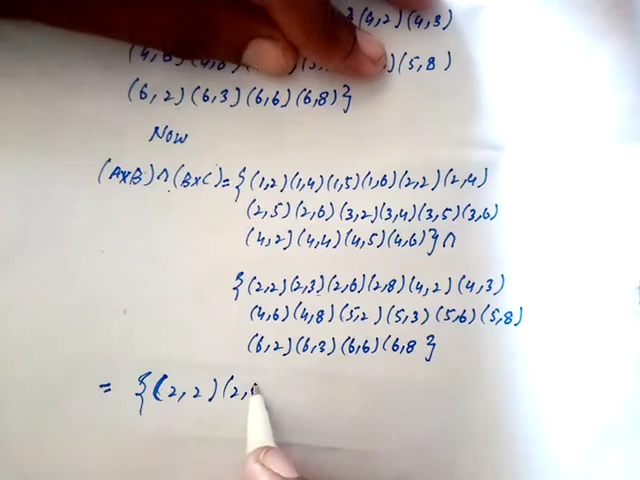 (4,2) (4,3)
(5,8)
(6,2) (6,3) (6,6) (6,8)}
Now
(A×B) ∩ (B×C) = {(1,2) (1,4) (1,5) (1,6) (2,2) (2,4)
(2,5) (2,6) (3,2) (3,4) (3,5) (3,6)
(4,2) (4,4) (4,5) (4,6)} ∩
{(2,2) (2,3) (2,6) (2,8) (4,2) (4,3)
(4,6) (4,8) (5,2) (5,3) (5,6) (5,8)
(6,2) (6,3) (6,6) (6,8}
= {(2,2) (2,